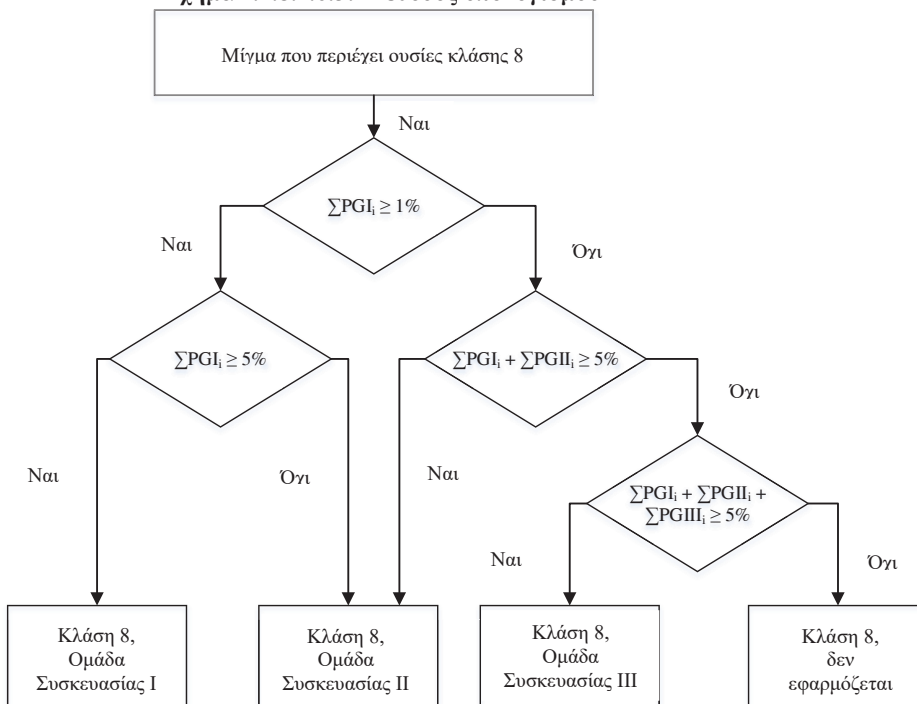 Μίγμα που περιέχει ουσίες κλάσης 8
Ναι
∑PGIᵢ ≥ 1%
Ναι
Όχι
∑PGIᵢ ≥ 5%
∑PGIᵢ + ∑PGIIᵢ ≥ 5%
Όχι
Ναι
Όχι
Ναι
∑PGIᵢ + ∑PGIIᵢ +
∑PGIIIᵢ ≥ 5%
Ναι
Όχι
Κλάση 8,
Ομάδα
Συσκευασίας I
Κλάση 8,
Ομάδα
Συσκευασίας II
Κλάση 8,
Ομάδα
Συσκευασίας III
Κλάση 8,
δεν
εφαρμόζεται